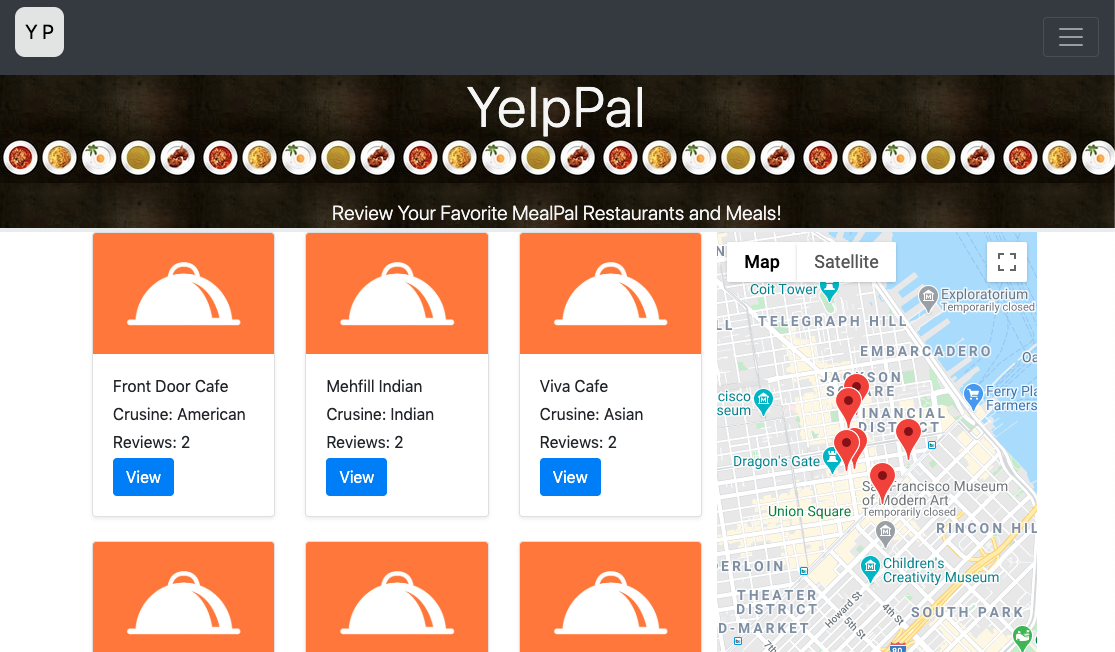 Y P
YelpPal
Review Your Favorite MealPal Restaurants and Meals!
Front Door Cafe
Crusine: American
Reviews: 2
View
Mehfill Indian
Crusine: Indian
Reviews: 2
View
Viva Cafe
Crusine: Asian
Reviews: 2
View
Map
Satellite
Coit Tower
Exploratorium
Temporarily closed
TELEGRAPH HILL
EMBARCADERO
JACKSON
SQUARE
cisco
seum
Ferry Pla
Farmers
FINANCIAL
DISTRICT
Dragon's Gate
San Francisco Museum
of Modern Art
Temporarily closed
Union Square
RINCON HIL
Children's
Creativity Museum
ERLOIN
THEATER
DISTRICT
Howard St
4th St
5th St
SOUTH PARK
D-MARKET
80